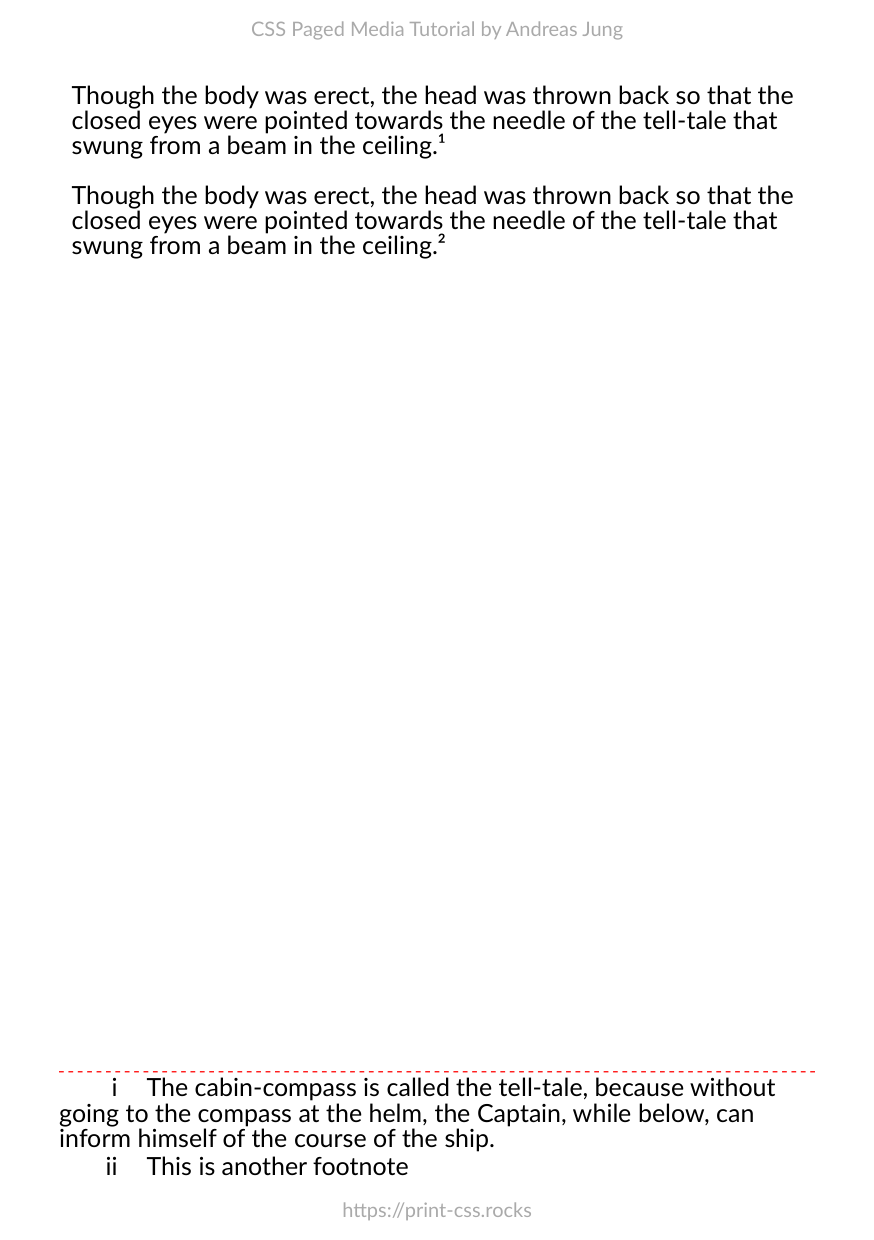 CSS Paged Media Tutorial by Andreas Jung
Though the body was erect, the head was thrown back so that the
closed eyes were pointed towards the needle of the tell-tale that
swung from a beam in the ceiling.¹
Though the body was erect, the head was thrown back so that the
closed eyes were pointed towards the needle of the tell-tale that
swung from a beam in the ceiling.²
i The cabin-compass is called the tell-tale, because without
going to the compass at the helm, the Captain, while below, can
inform himself of the course of the ship.
ii This is another footnote
https://print-css.rocks